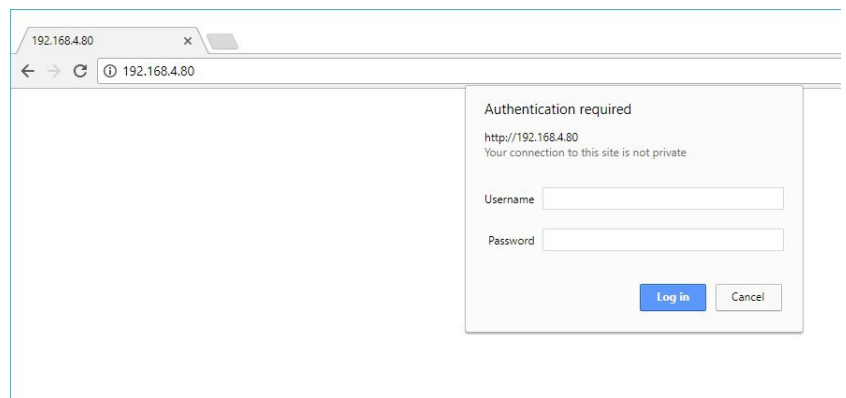 192.168.4.80
192.168.4.80
Authentication required
http://192.168.4.80
Your connection to this site is not private
Username
Password
Log in Cancel